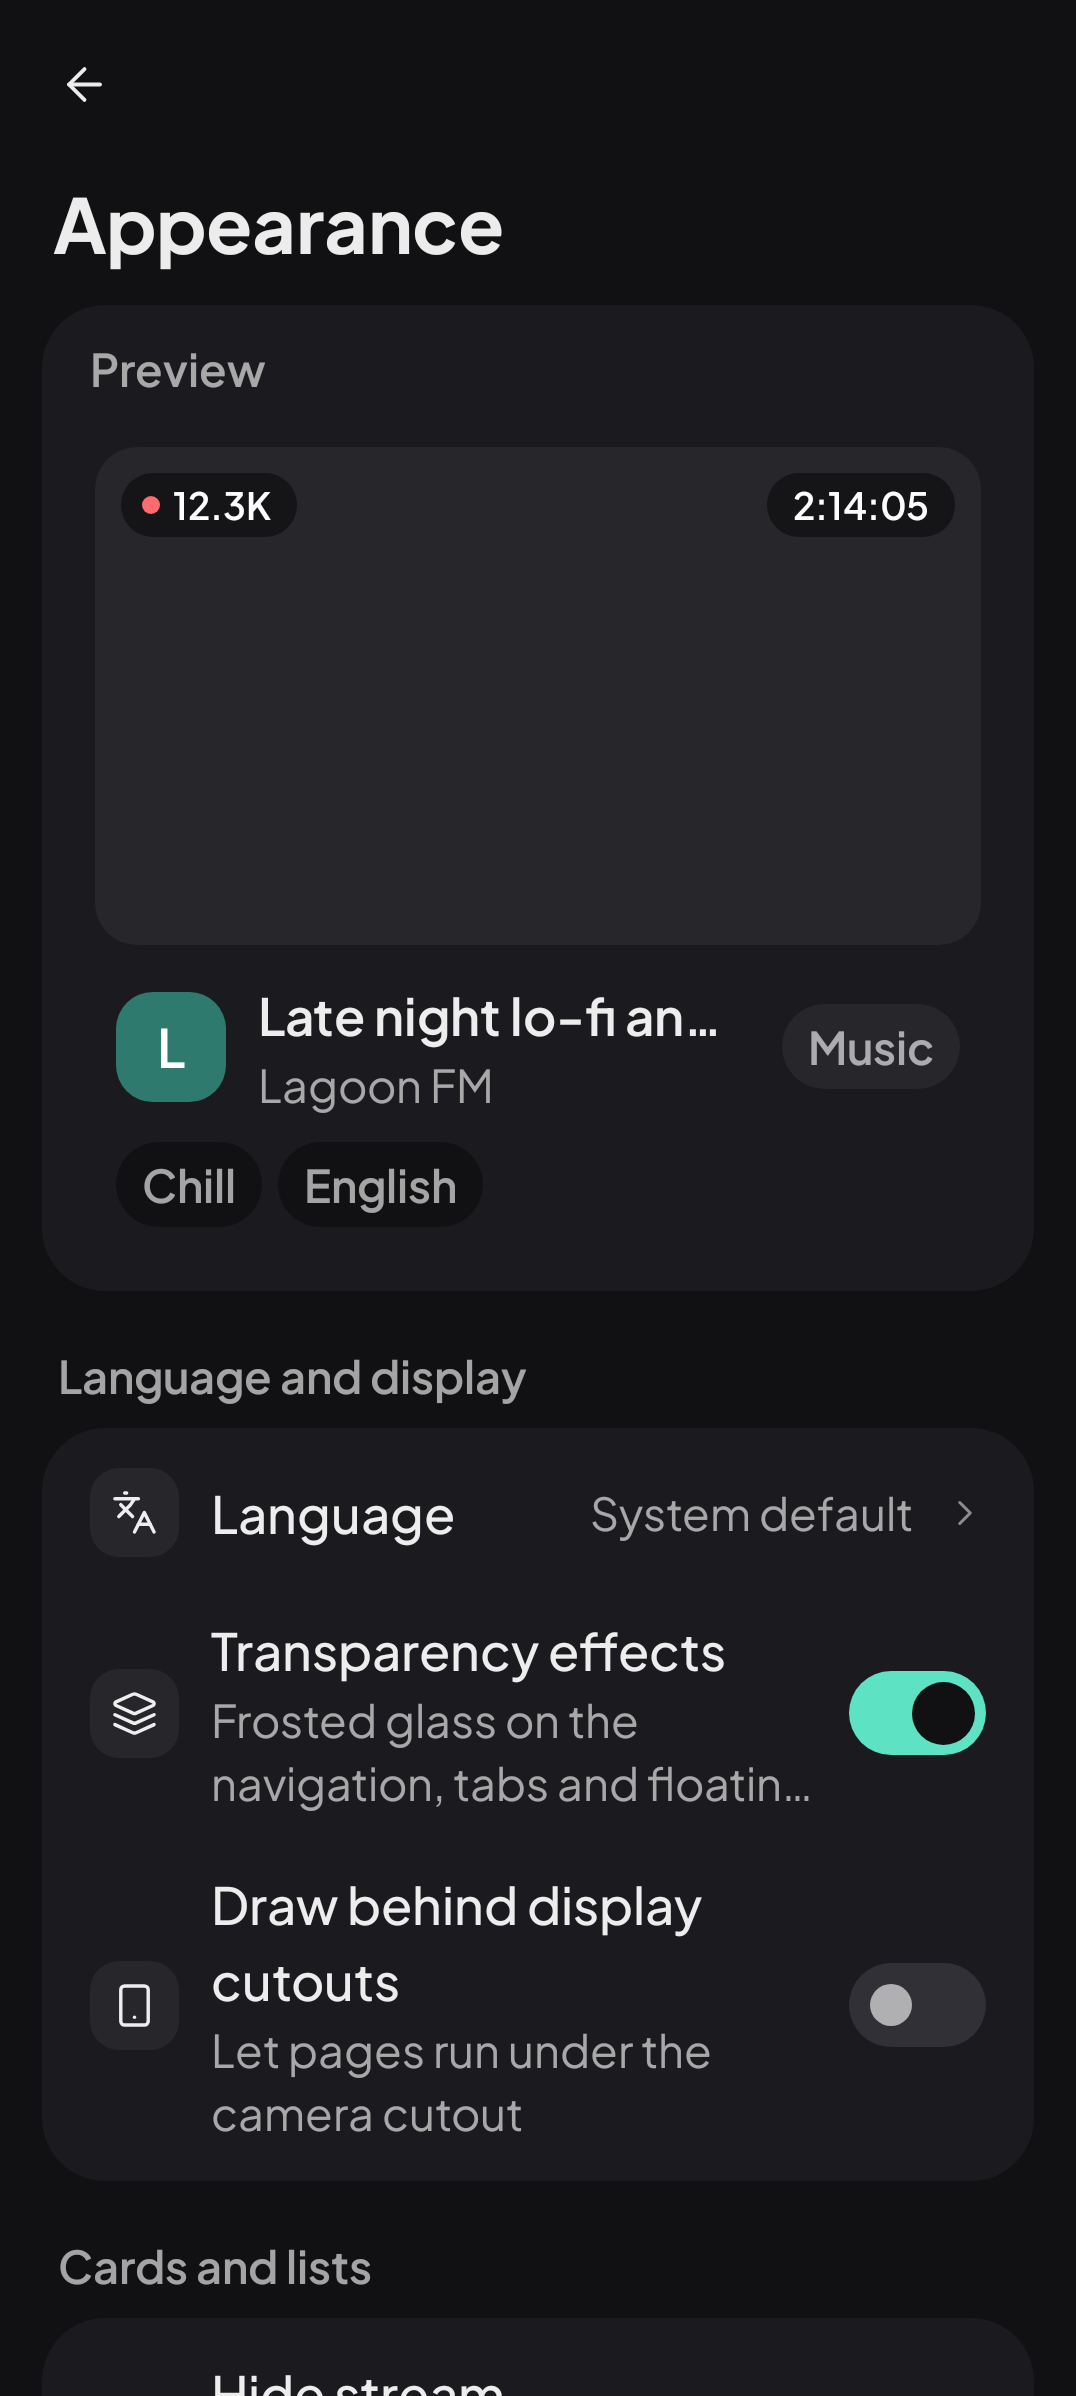 Appearance
Preview
12.3K
2:14:05
L
Late night lo-fi an...
Music
Lagoon FM
Chill
English
Language and display
Language
System default
Transparency effects
Frosted glass on the
navigation, tabs and floatin...
Draw behind display
cutouts
Let pages run under the
camera cutout
Cards and lists
Hide stream